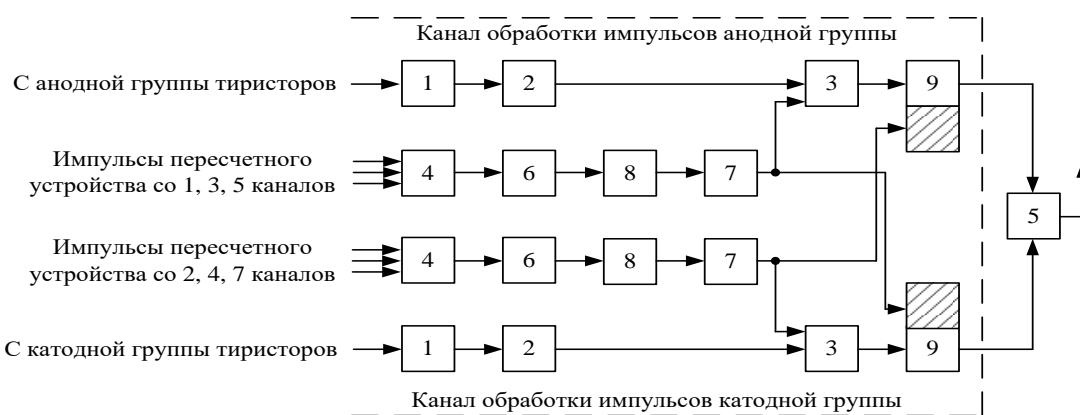 Канал обработки импульсов анодной группы
С анодной группы тиристоров
1
2
3
9
Импульсы пересчетного
устройства со 1, 3, 5 каналов
4
6
8
7
5
Импульсы пересчетного
устройства со 2, 4, 7 каналов
4
6
8
7
С катодной группы тиристоров
1
2
3
9
Канал обработки импульсов катодной группы